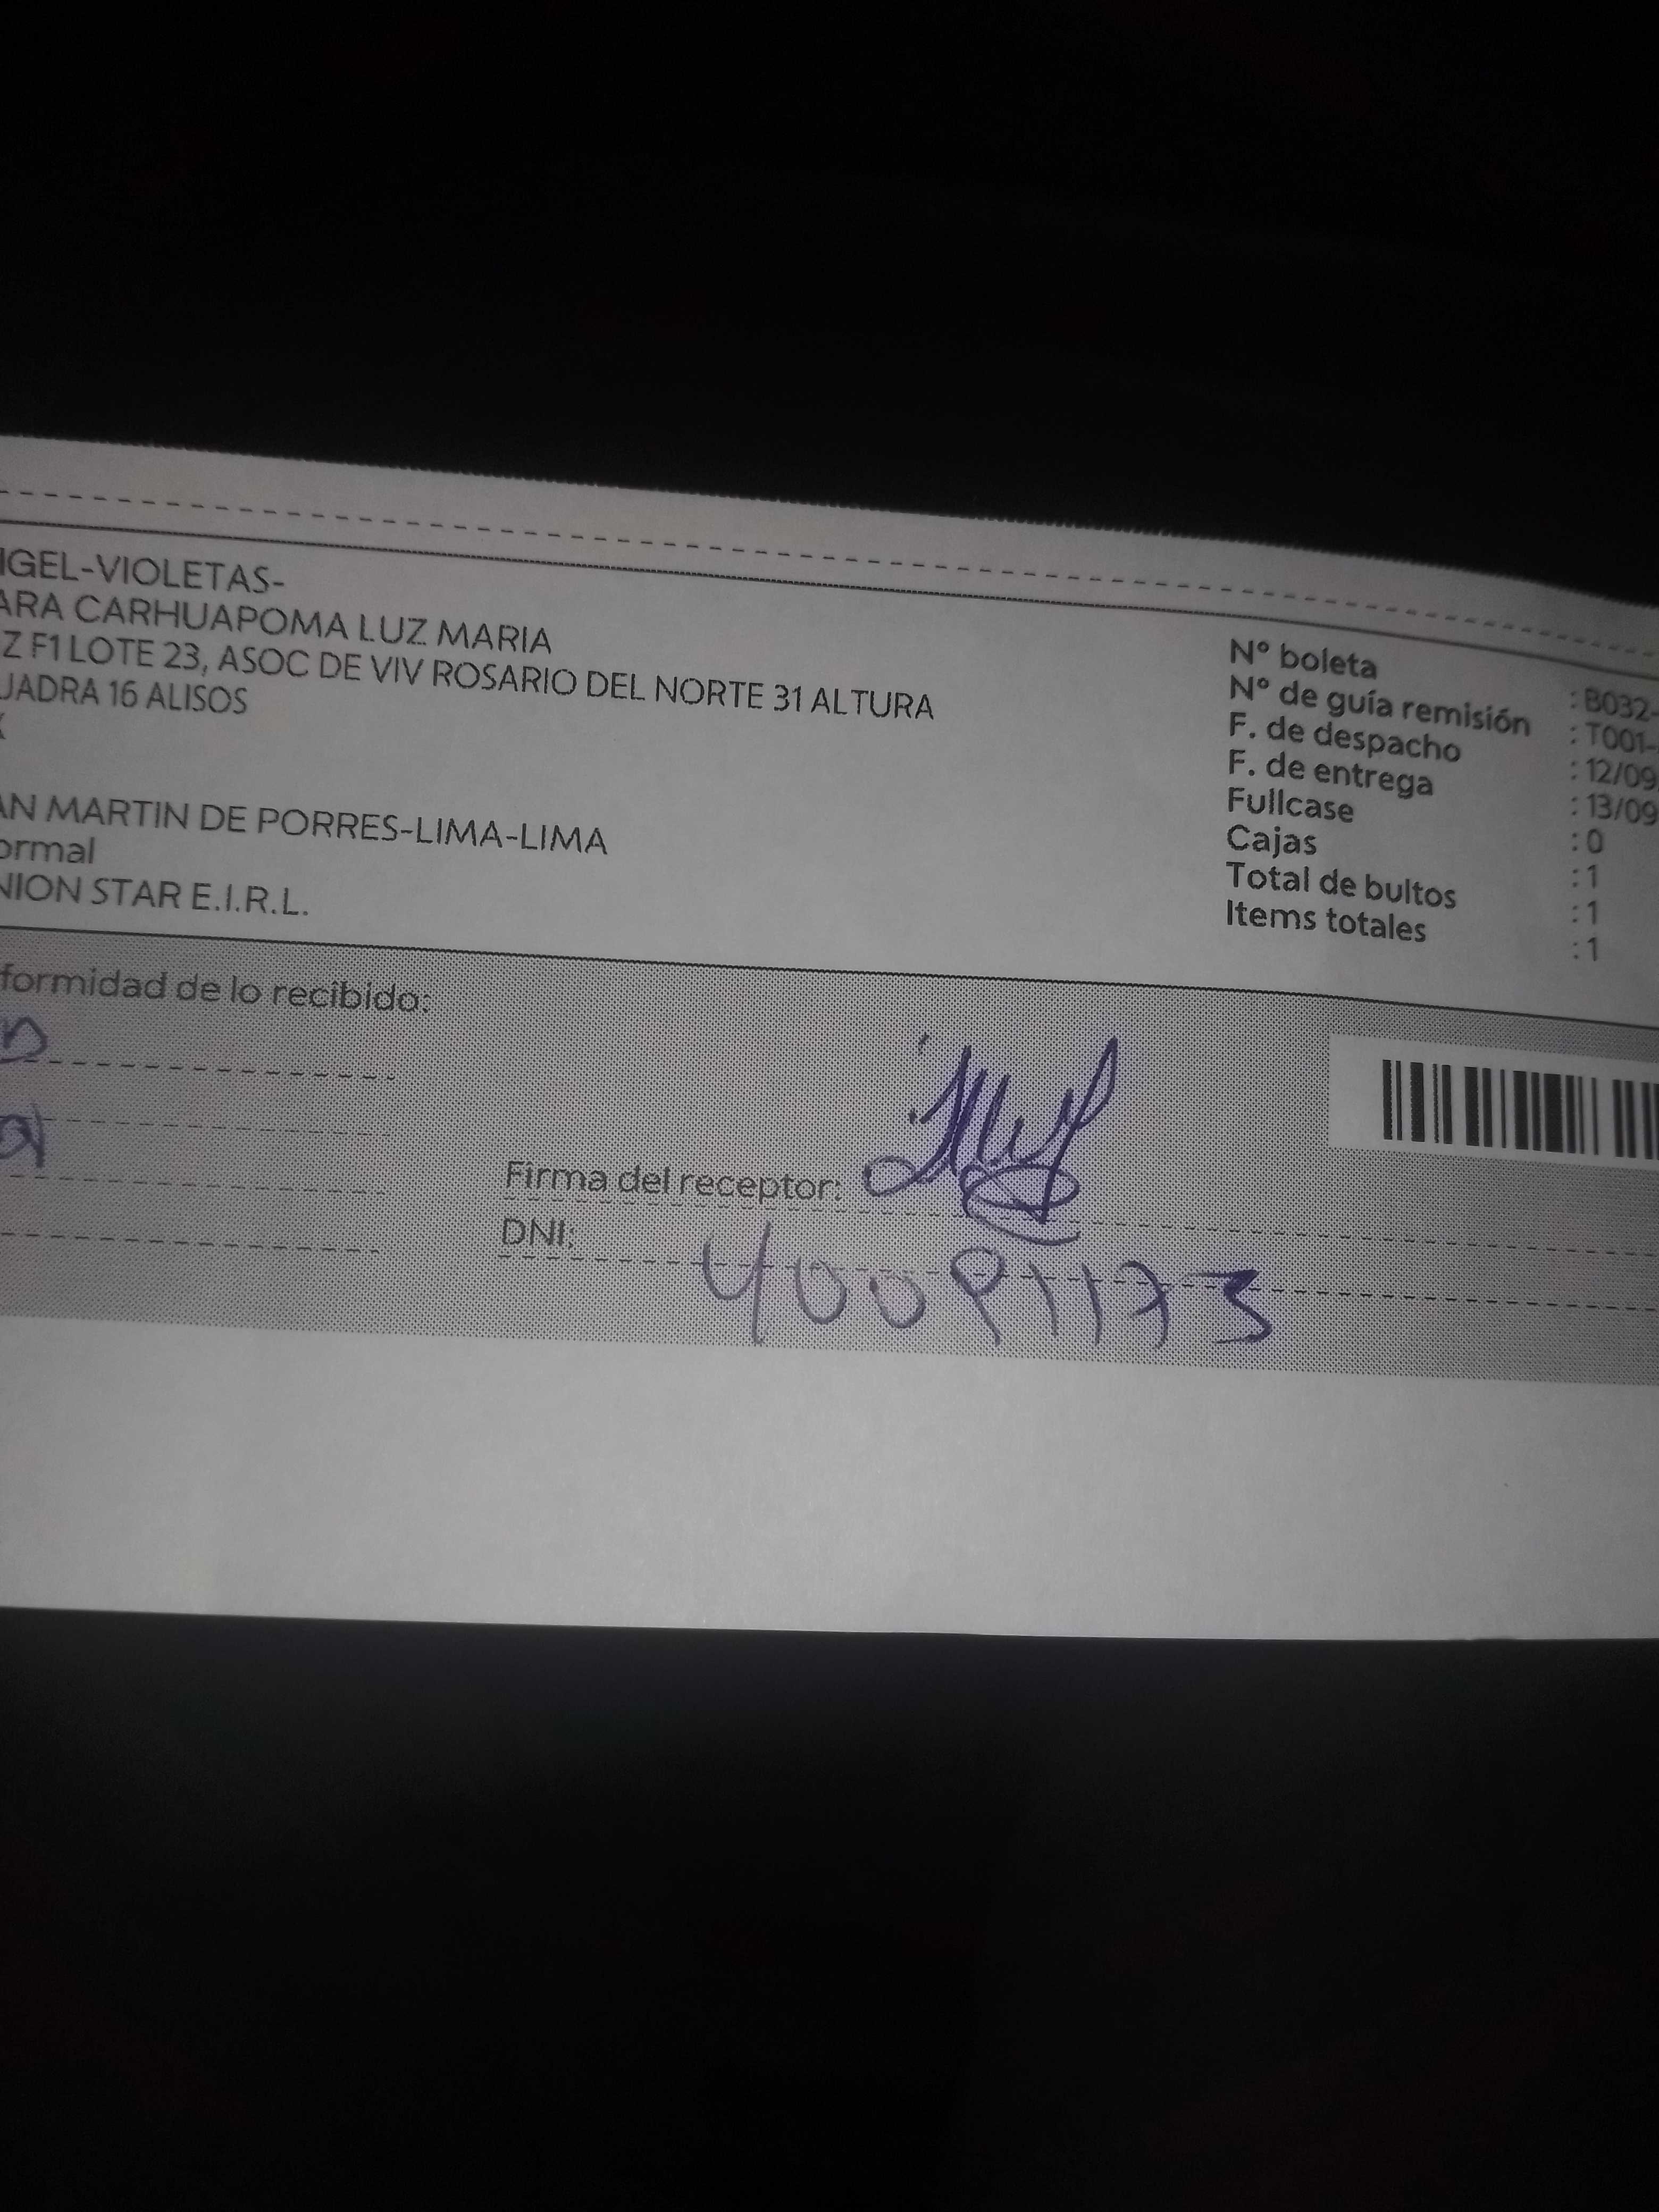 IGEL-VIOLETAS-
ARA CARHUAPOMA LUZ MARIA
Z F1 LOTE 23, ASOC DE VIV ROSARIO DEL NORTE 31 ALTURA
UADRA 16 ALISOS
AN MARTIN DE PORRES-LIMA-LIMA
ormal
NION STAR E.I.R.L.
Nº boleta : B032-
Nº de guía remisión : T001-
F. de despacho : 12/09
F. de entrega : 13/09
Fullcase : 0
Cajas : 1
Total de bultos : 1
Items totales : 1
formidad de lo recibido:
Firma del receptor:
DNI: 40091173